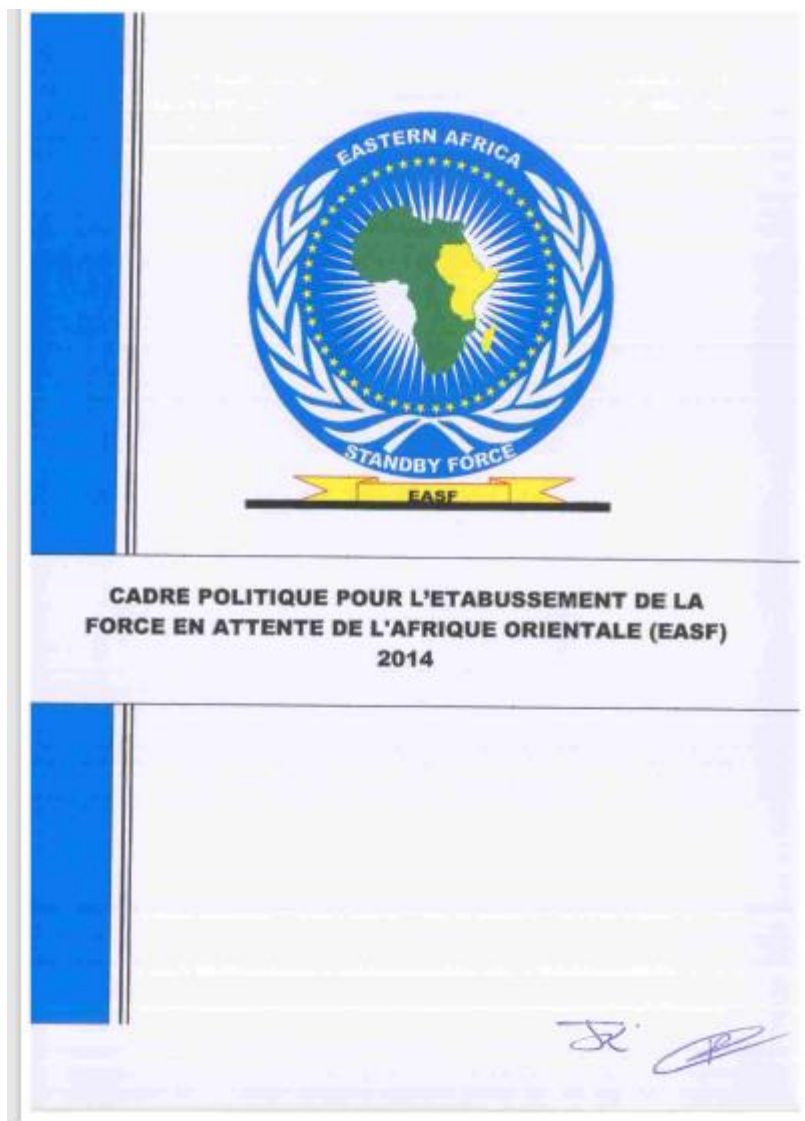 EASTERN AFRICA
STANDBY FORCE
EASF
CADRE POLITIQUE POUR L'ETABUSSEMENT DE LA
FORCE EN ATTENTE DE L'AFRIQUE ORIENTALE (EASF)
2014